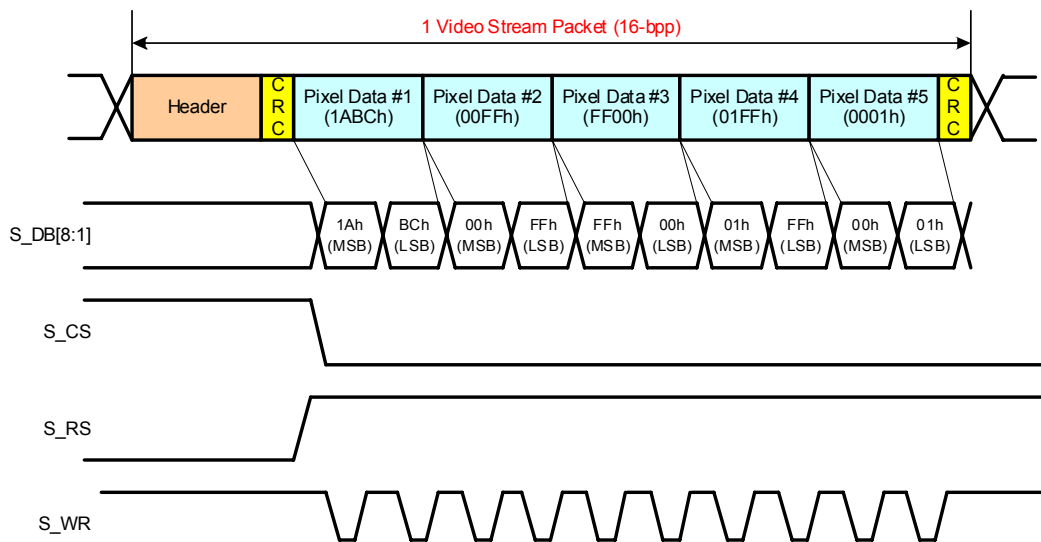 1 Video Stream Packet (16-bpp)
Header
C
R
C
Pixel Data #1
(1ABCh)
Pixel Data #2
(00FFh)
Pixel Data #3
(FF00h)
Pixel Data #4
(01FFh)
Pixel Data #5
(0001h)
C
R
C
S_DB[8:1]
1Ah
(MSB)
BCh
(LSB)
00h
(MSB)
FFh
(LSB)
FFh
(MSB)
00h
(LSB)
01h
(MSB)
FFh
(LSB)
00h
(MSB)
01h
(LSB)
S_CS
S_RS
S_WR